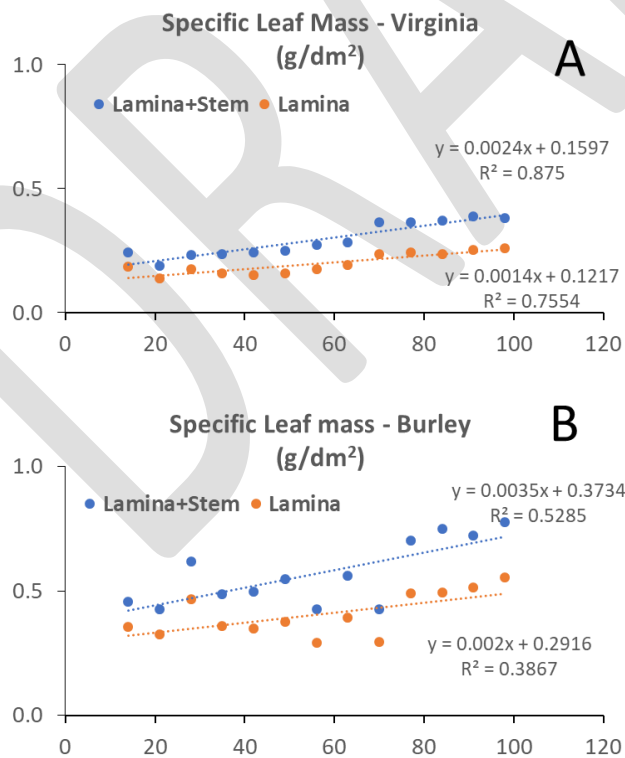 Specific Leaf Mass - Virginia
(g/dm²)
A
1.0
Lamina+Stem Lamina
y = 0.0024x + 0.1597
R² = 0.875
0.5
y = 0.0014x + 0.1217
R² = 0.7554
0.0
0 20 40 60 80 100 120
Specific Leaf mass - Burley
(g/dm²)
B
1.0
Lamina+Stem Lamina
y = 0.0035x + 0.3734
R² = 0.5285
0.5
y = 0.002x + 0.2916
R² = 0.3867
0.0
0 20 40 60 80 100 120